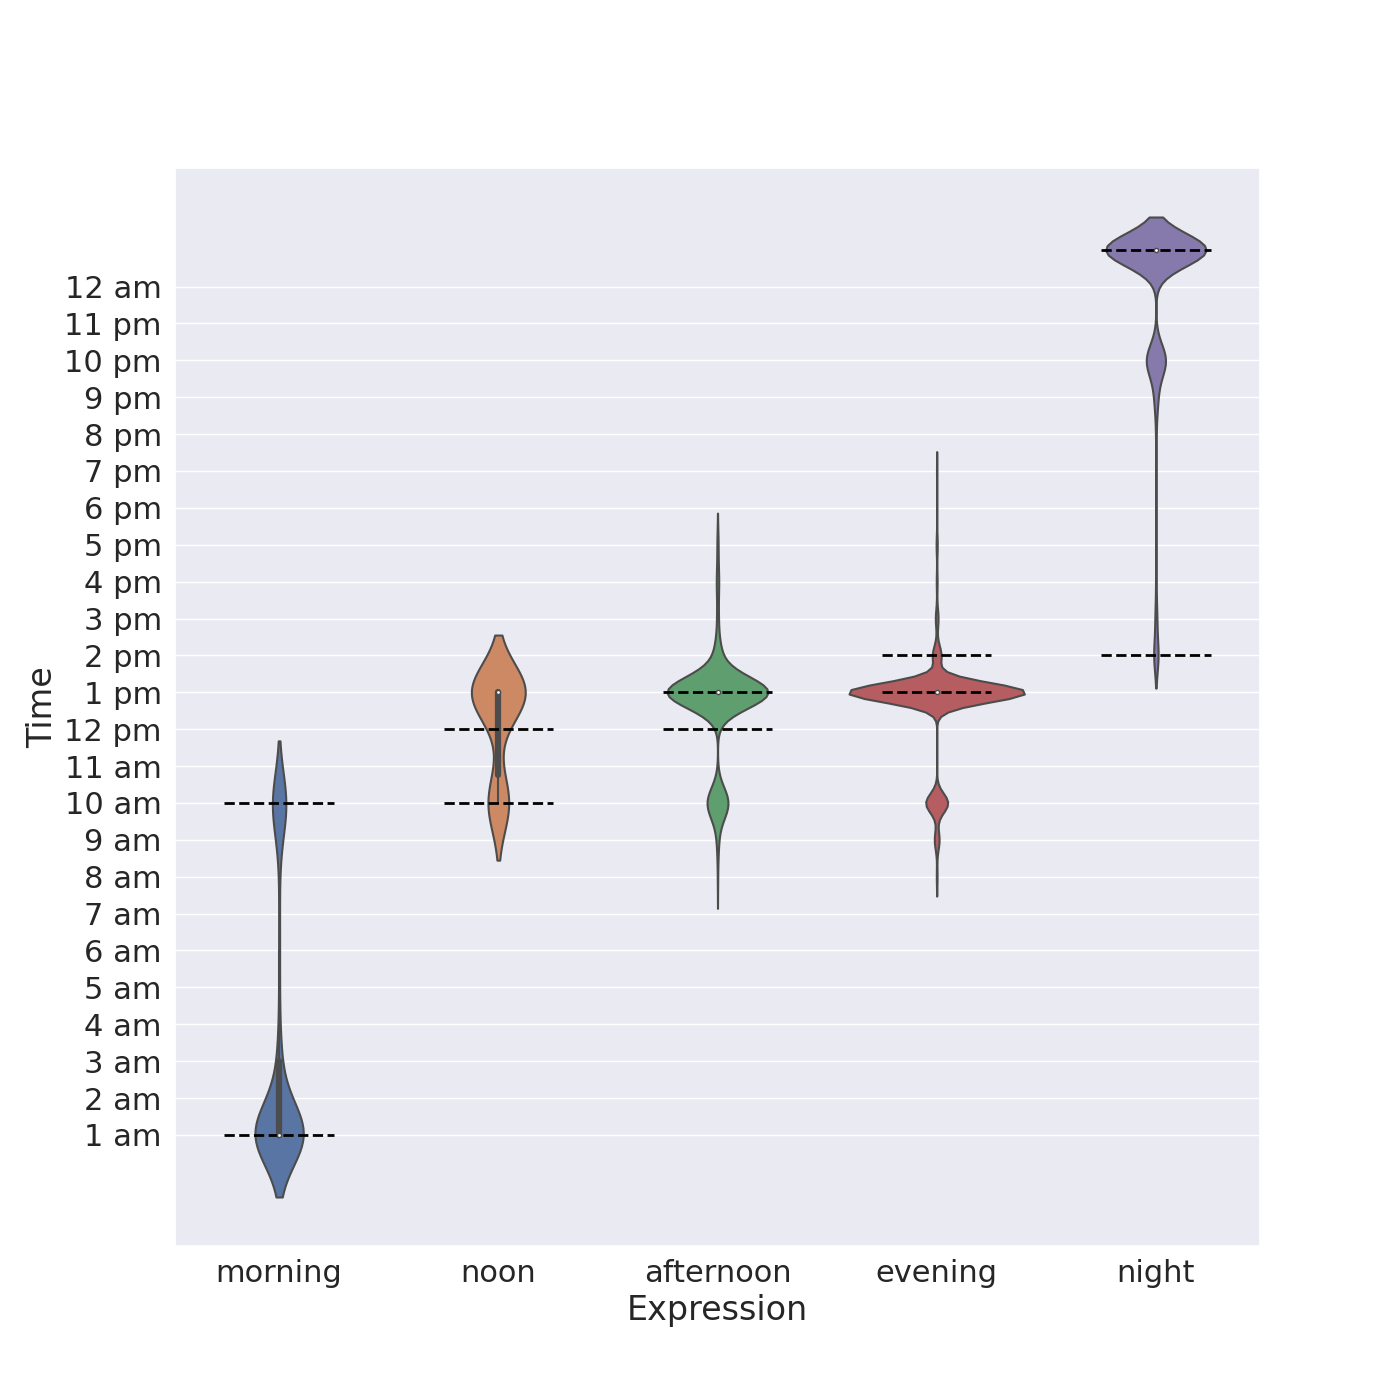 12 am
11 pm
10 pm
9 pm
8 pm
7 pm
6 pm
5 pm
4 pm
3 pm
2 pm
1 pm
12 pm
11 am
10 am
9 am
8 am
7 am
6 am
5 am
4 am
3 am
2 am
1 am
Time
morning noon afternoon evening night
Expression